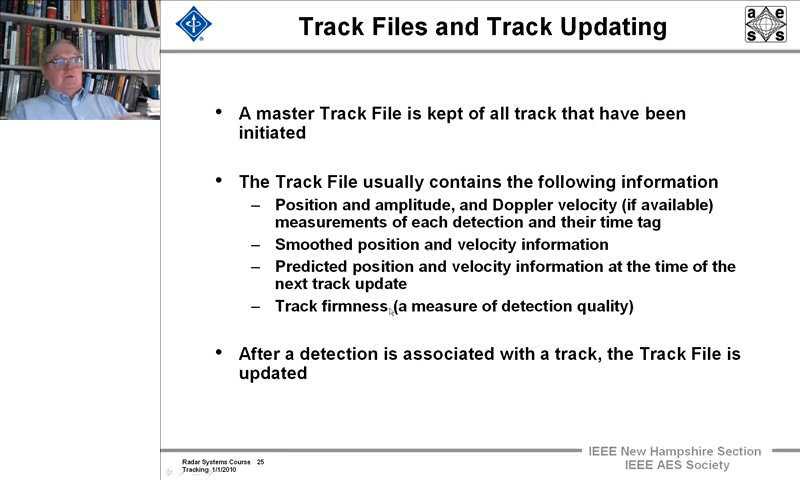 Track Files and Track Updating
a e
s s
• A master Track File is kept of all track that have been
initiated
• The Track File usually contains the following information
– Position and amplitude, and Doppler velocity (if available)
measurements of each detection and their time tag
– Smoothed position and velocity information
– Predicted position and velocity information at the time of the
next track update
– Track firmness (a measure of detection quality)
• After a detection is associated with a track, the Track File is
updated
Radar Systems Course 25
Tracking 1/1/2010
IEEE New Hampshire Section
IEEE AES Society